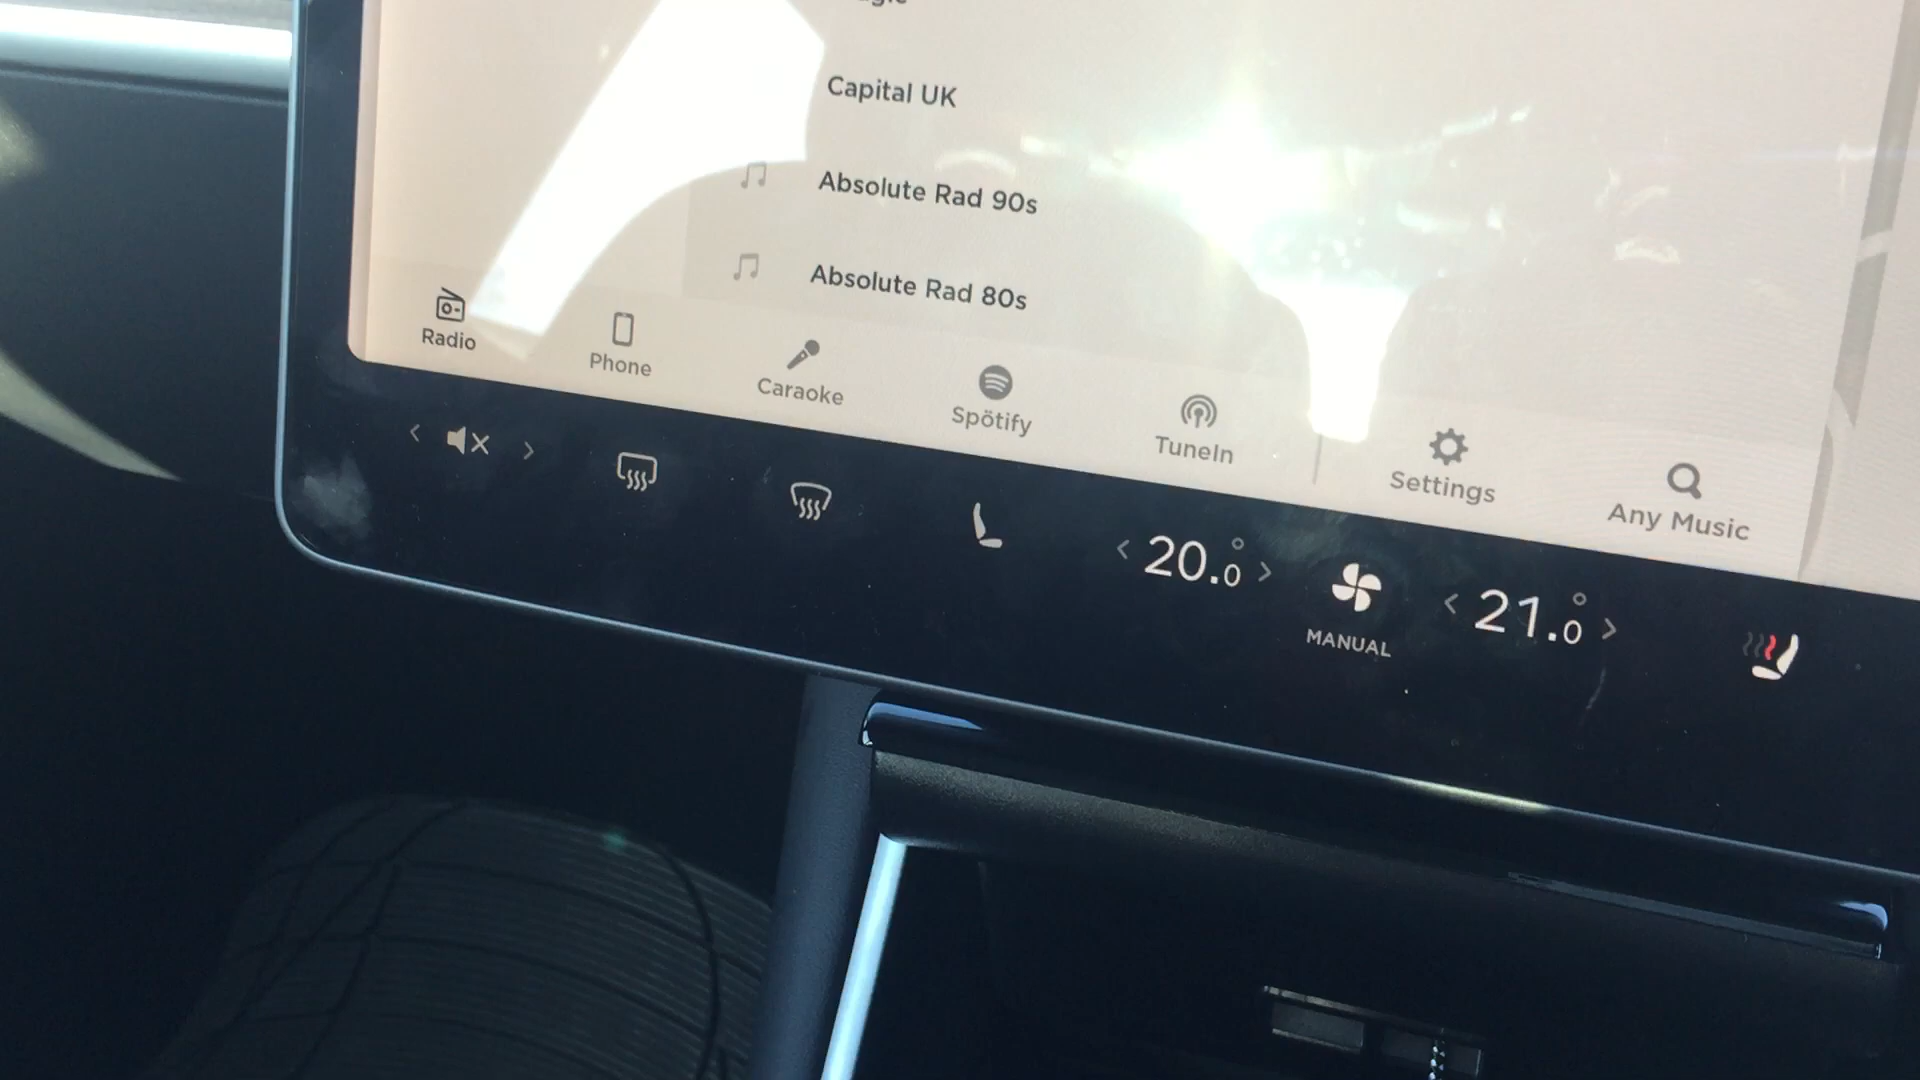 Capital UK
Absolute Rad 90s
Absolute Rad 80s
Radio
Phone
Caraoke
Spötify
TuneIn
Settings
Any Music
20.0°
MANUAL
21.0°